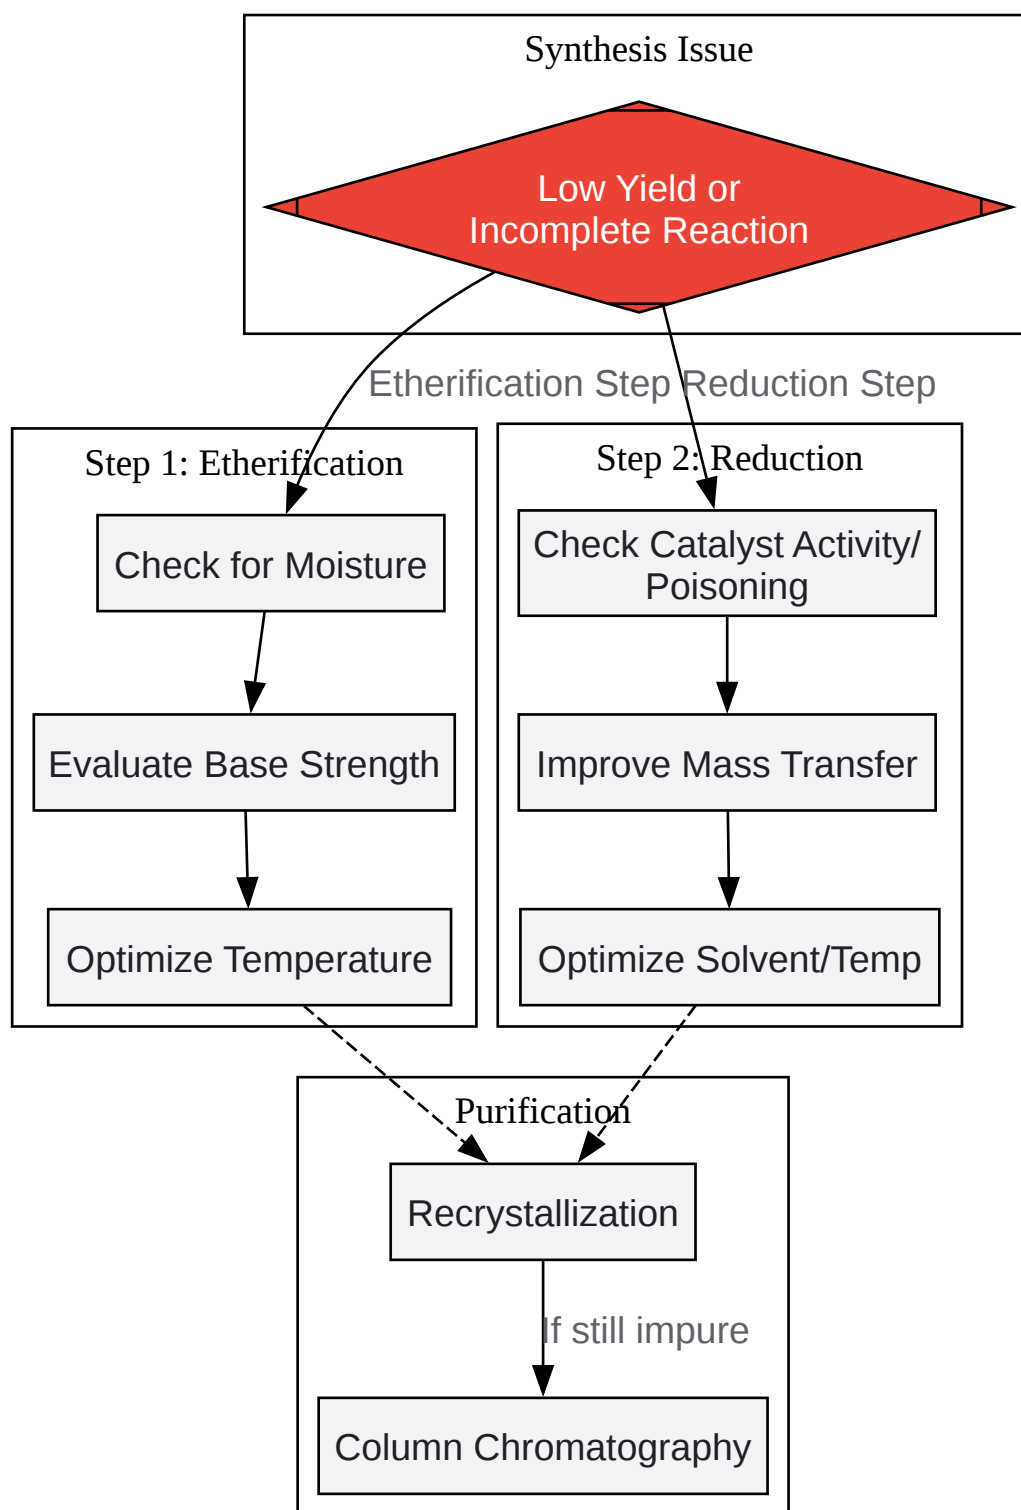 Synthesis Issue
Low Yield or
Incomplete Reaction
Etherification Step
Reduction Step
Step 1: Etherification
Check for Moisture
Evaluate Base Strength
Optimize Temperature
Step 2: Reduction
Check Catalyst Activity/
Poisoning
Improve Mass Transfer
Optimize Solvent/Temp
Purification
Recrystallization
If still impure
Column Chromatography